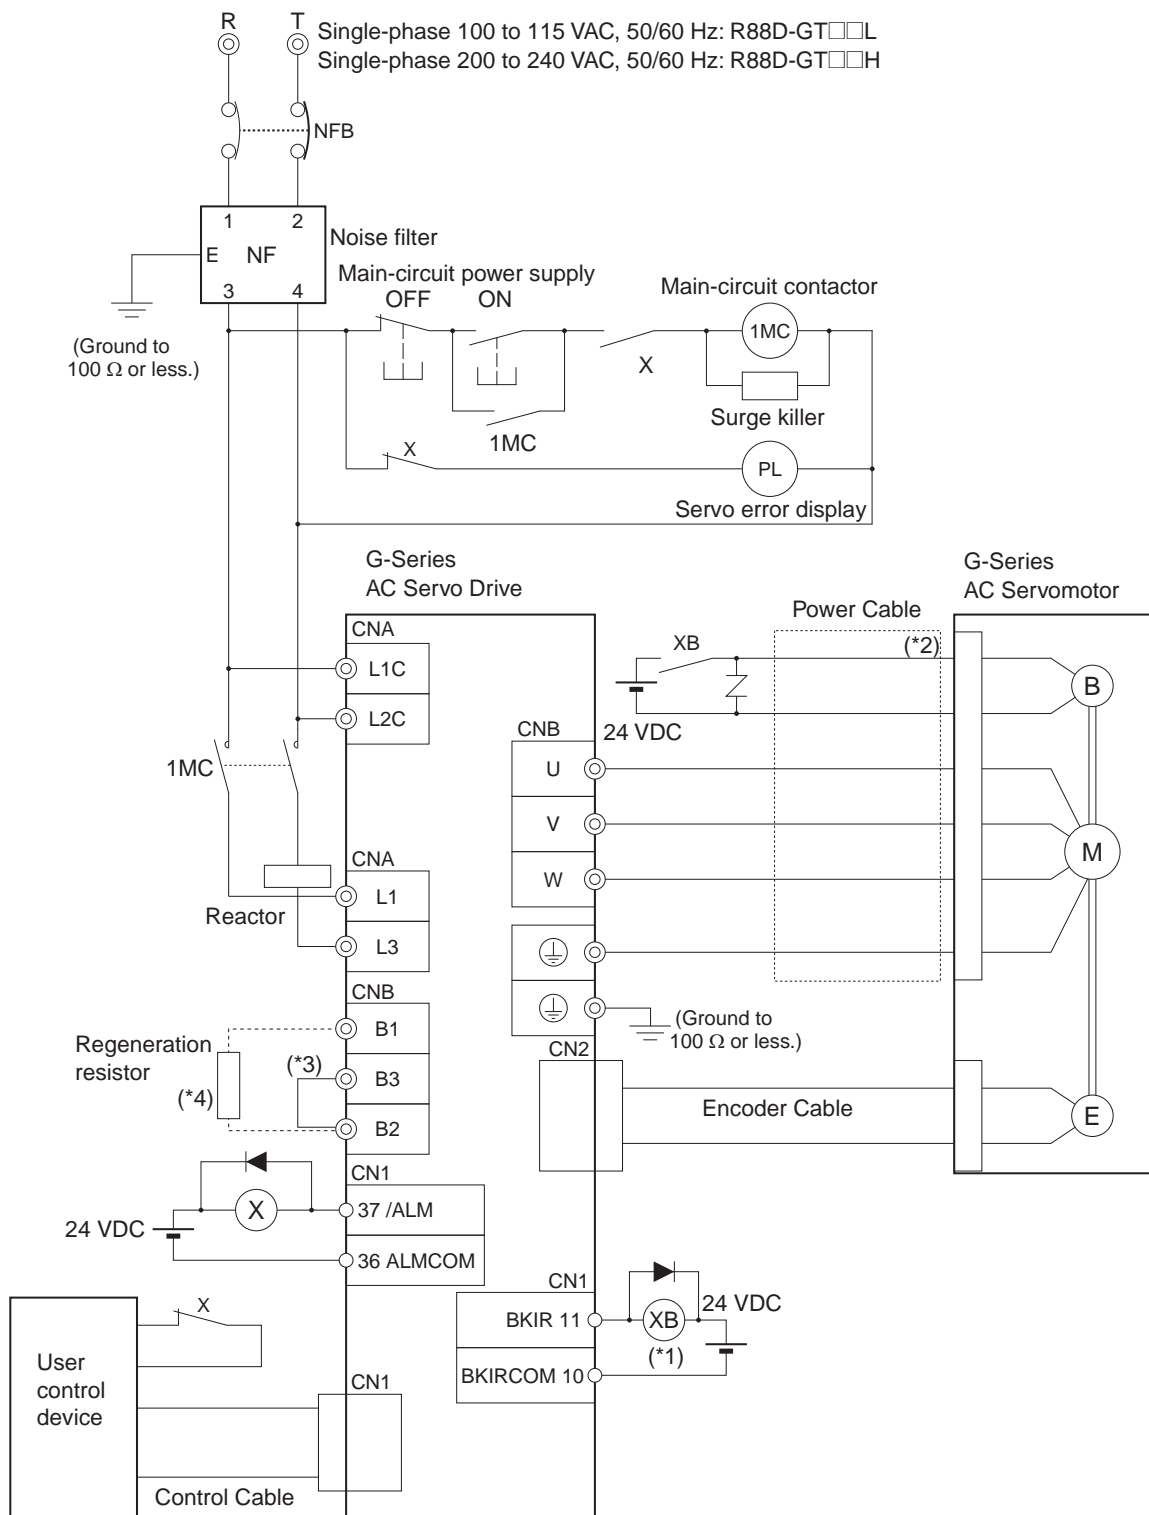 R T
Single-phase 100 to 115 VAC, 50/60 Hz: R88D-GT□□L
Single-phase 200 to 240 VAC, 50/60 Hz: R88D-GT□□H
NFB
1 2
E NF
3 4
Noise filter
(Ground to
100 Ω or less.)
Main-circuit power supply
OFF ON
Main-circuit contactor
1MC
X
Surge killer
1MC
X
PL
Servo error display
G-Series
AC Servo Drive
G-Series
AC Servomotor
Power Cable
(*2)
CNA
L1C
L2C
XB
24 VDC
B
1MC
CNB
U
V
W
M
CNA
L1
L3
Reactor
(Ground to
100 Ω or less.)
CNB
B1
B3
B2
Regeneration
resistor
(*3)
(*4)
CN2
Encoder Cable
E
CN1
37 /ALM
36 ALMCOM
X
24 VDC
CN1
BKIR 11
BKIRCOM 10
XB
(*1)
24 VDC
X
User
control
device
CN1
Control Cable